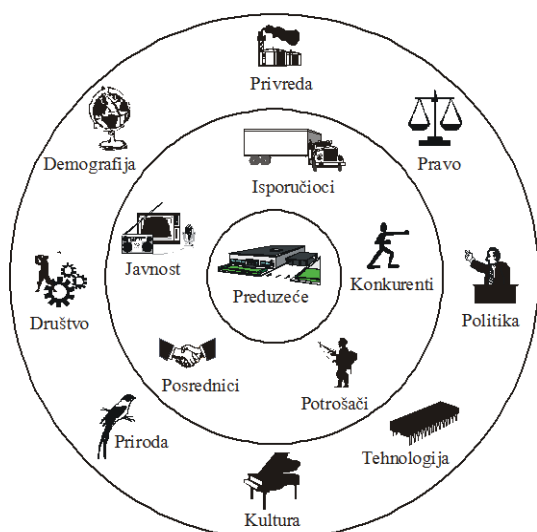 Privreda
Demografija
Pravo
Isporučioci
Javnost
Konkurenti
Preduzeće
Društvo
Politika
Posrednici
Potrošači
Priroda
Tehnologija
Kultura